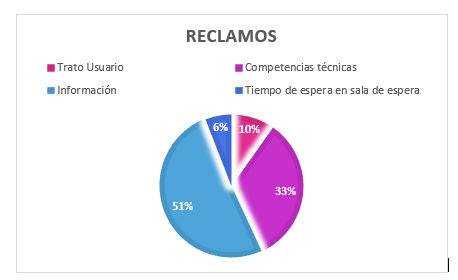 RECLAMOS
Trato Usuario
Competencias técnicas
Información
Tiempo de espera en sala de espera
6%
10%
33%
51%